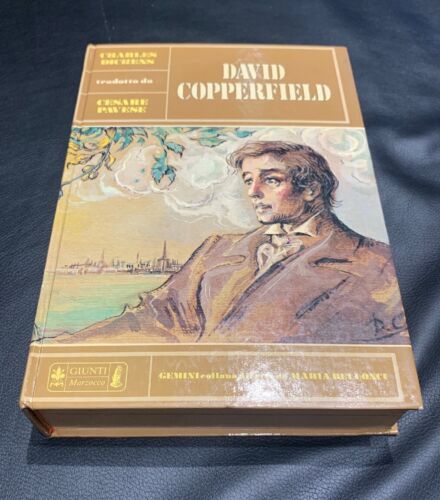 CHARLES
DICKENS
tradotto da
CESARE
PAVESE
DAVID
COPPERFIELD
GIUNTI
Marzocco
GEMINI collana MARIA BELLONCI